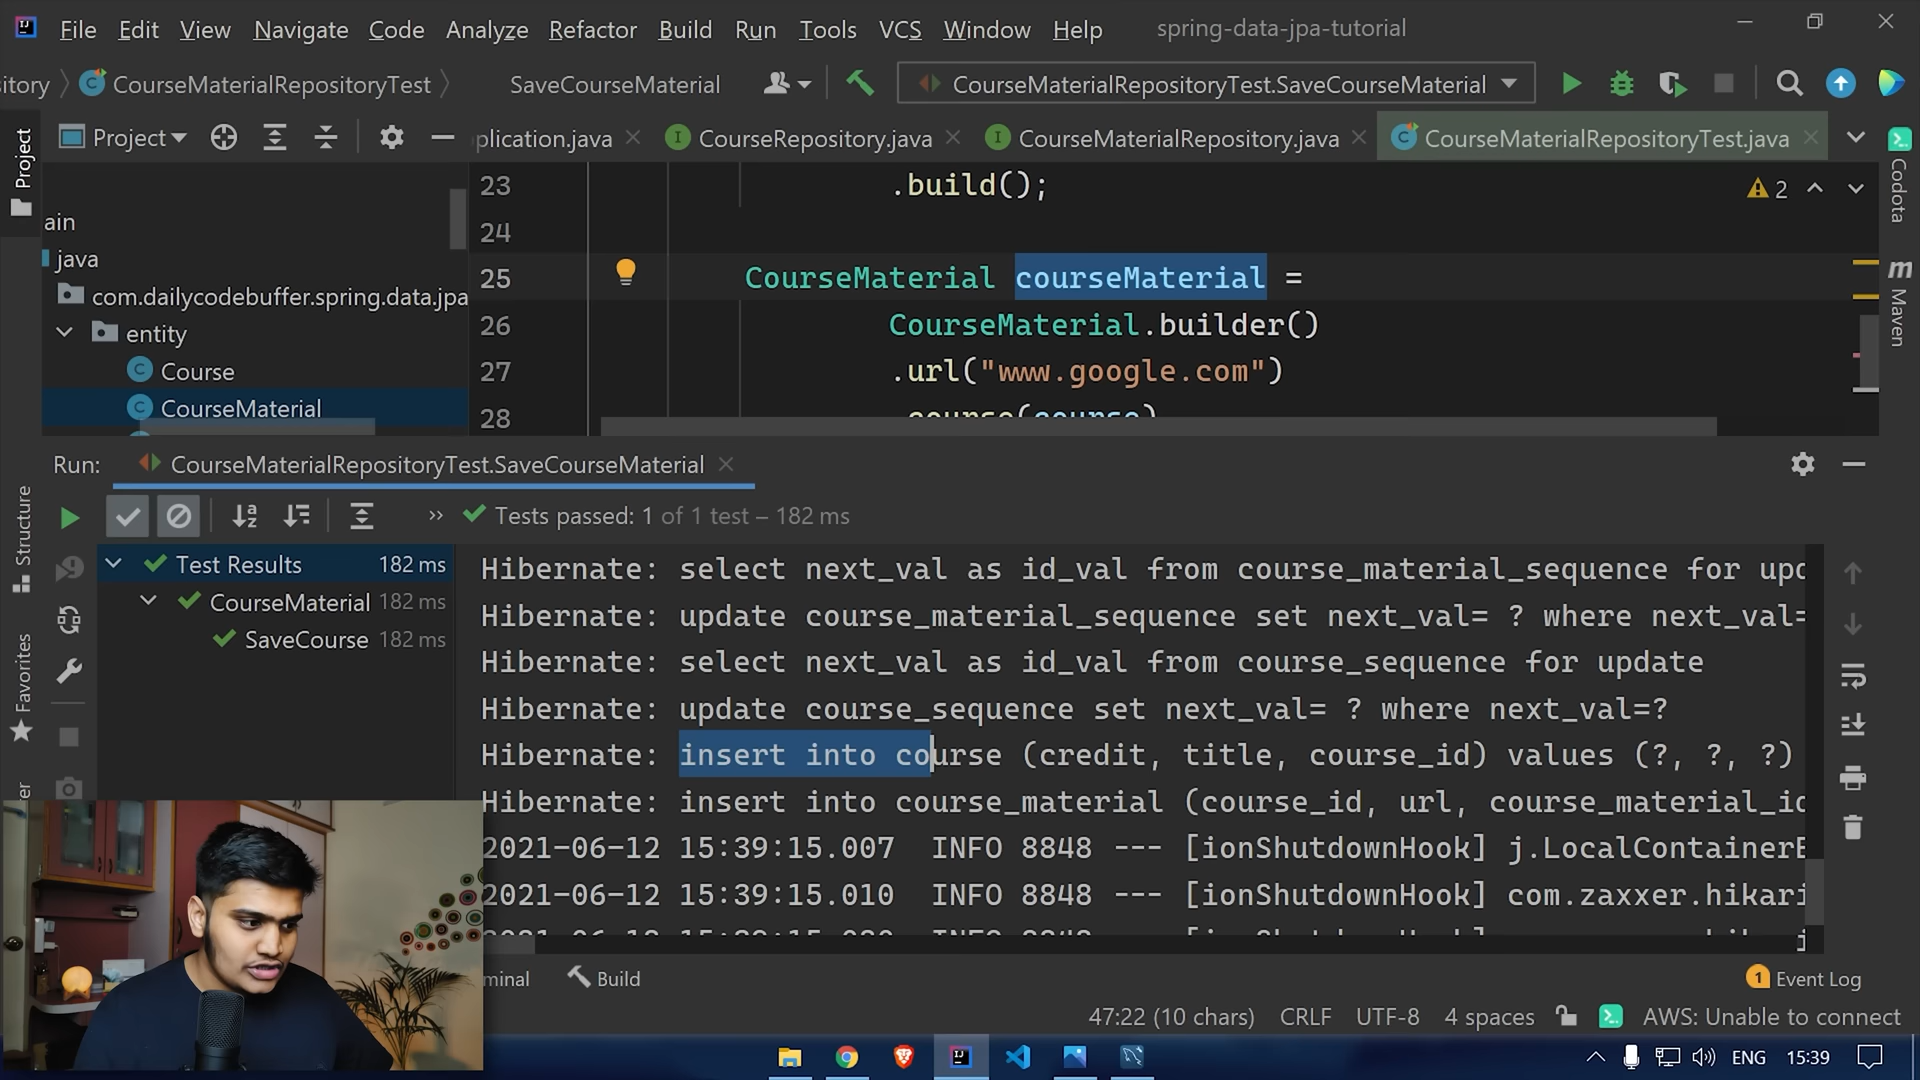 File Edit View Navigate Code Analyze Refactor Build Run Tools VCS Window Help spring-data-jpa-tutorial
itory CourseMaterialRepositoryTest SaveCourseMaterial CourseMaterialRepositoryTest.SaveCourseMaterial
Project plication.java CourseRepository.java CourseMaterialRepository.java CourseMaterialRepositoryTest.java
Project
Codota
Maven
ain
java
com.dailycodebuffer.spring.data.jpa
entity
Course
CourseMaterial
23 .build(); 2
24
25 CourseMaterial courseMaterial =
26 CourseMaterial.builder()
27 .url("www.google.com")
28 .course(course)
Run: CourseMaterialRepositoryTest.SaveCourseMaterial
Structure
Favorites
Tests passed: 1 of 1 test – 182 ms
Test Results 182 ms
CourseMaterial 182 ms
SaveCourse 182 ms
Hibernate: select next_val as id_val from course_material_sequence for upd
Hibernate: update course_material_sequence set next_val= ? where next_val=
Hibernate: select next_val as id_val from course_sequence for update
Hibernate: update course_sequence set next_val= ? where next_val=?
Hibernate: insert into course (credit, title, course_id) values (?, ?, ?)
Hibernate: insert into course_material (course_id, url, course_material_id
2021-06-12 15:39:15.007 INFO 8848 --- [ionShutdownHook] j.LocalContainerE
2021-06-12 15:39:15.010 INFO 8848 --- [ionShutdownHook] com.zaxxer.hikari
minal Build Event Log
47:22 (10 chars) CRLF UTF-8 4 spaces AWS: Unable to connect
ENG 15:39